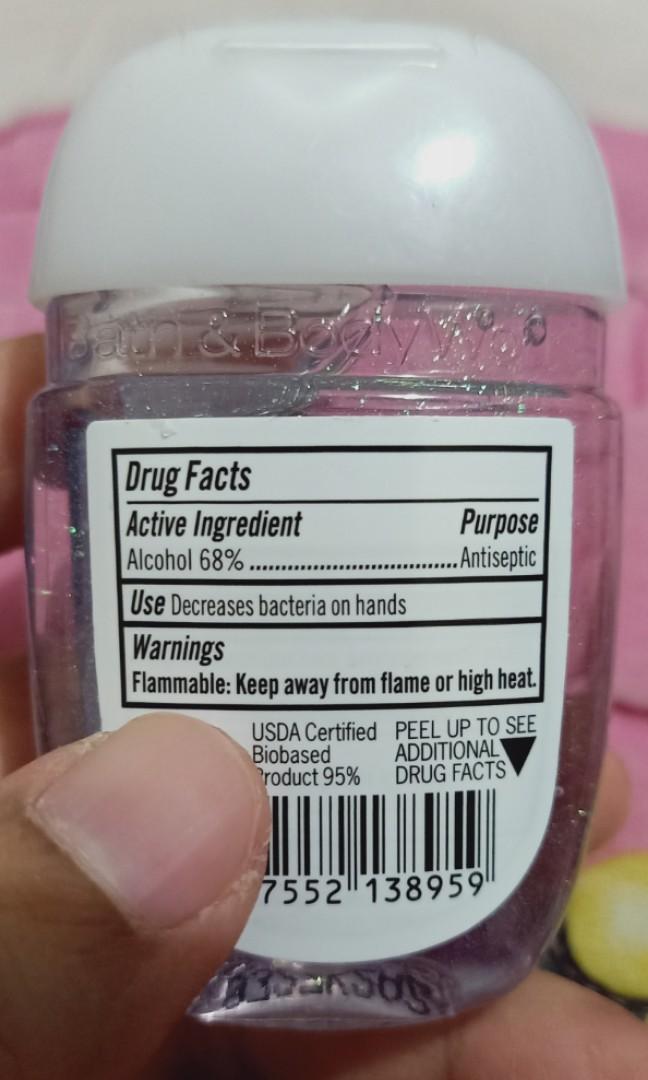 Bath & Body Wo
Drug Facts
Active Ingredient Purpose
Alcohol 68% ................................. Antiseptic
Use Decreases bacteria on hands
Warnings
Flammable: Keep away from flame or high heat.
USDA Certified
Biobased
Product 95%
PEEL UP TO SEE
ADDITIONAL
DRUG FACTS
7552 138959